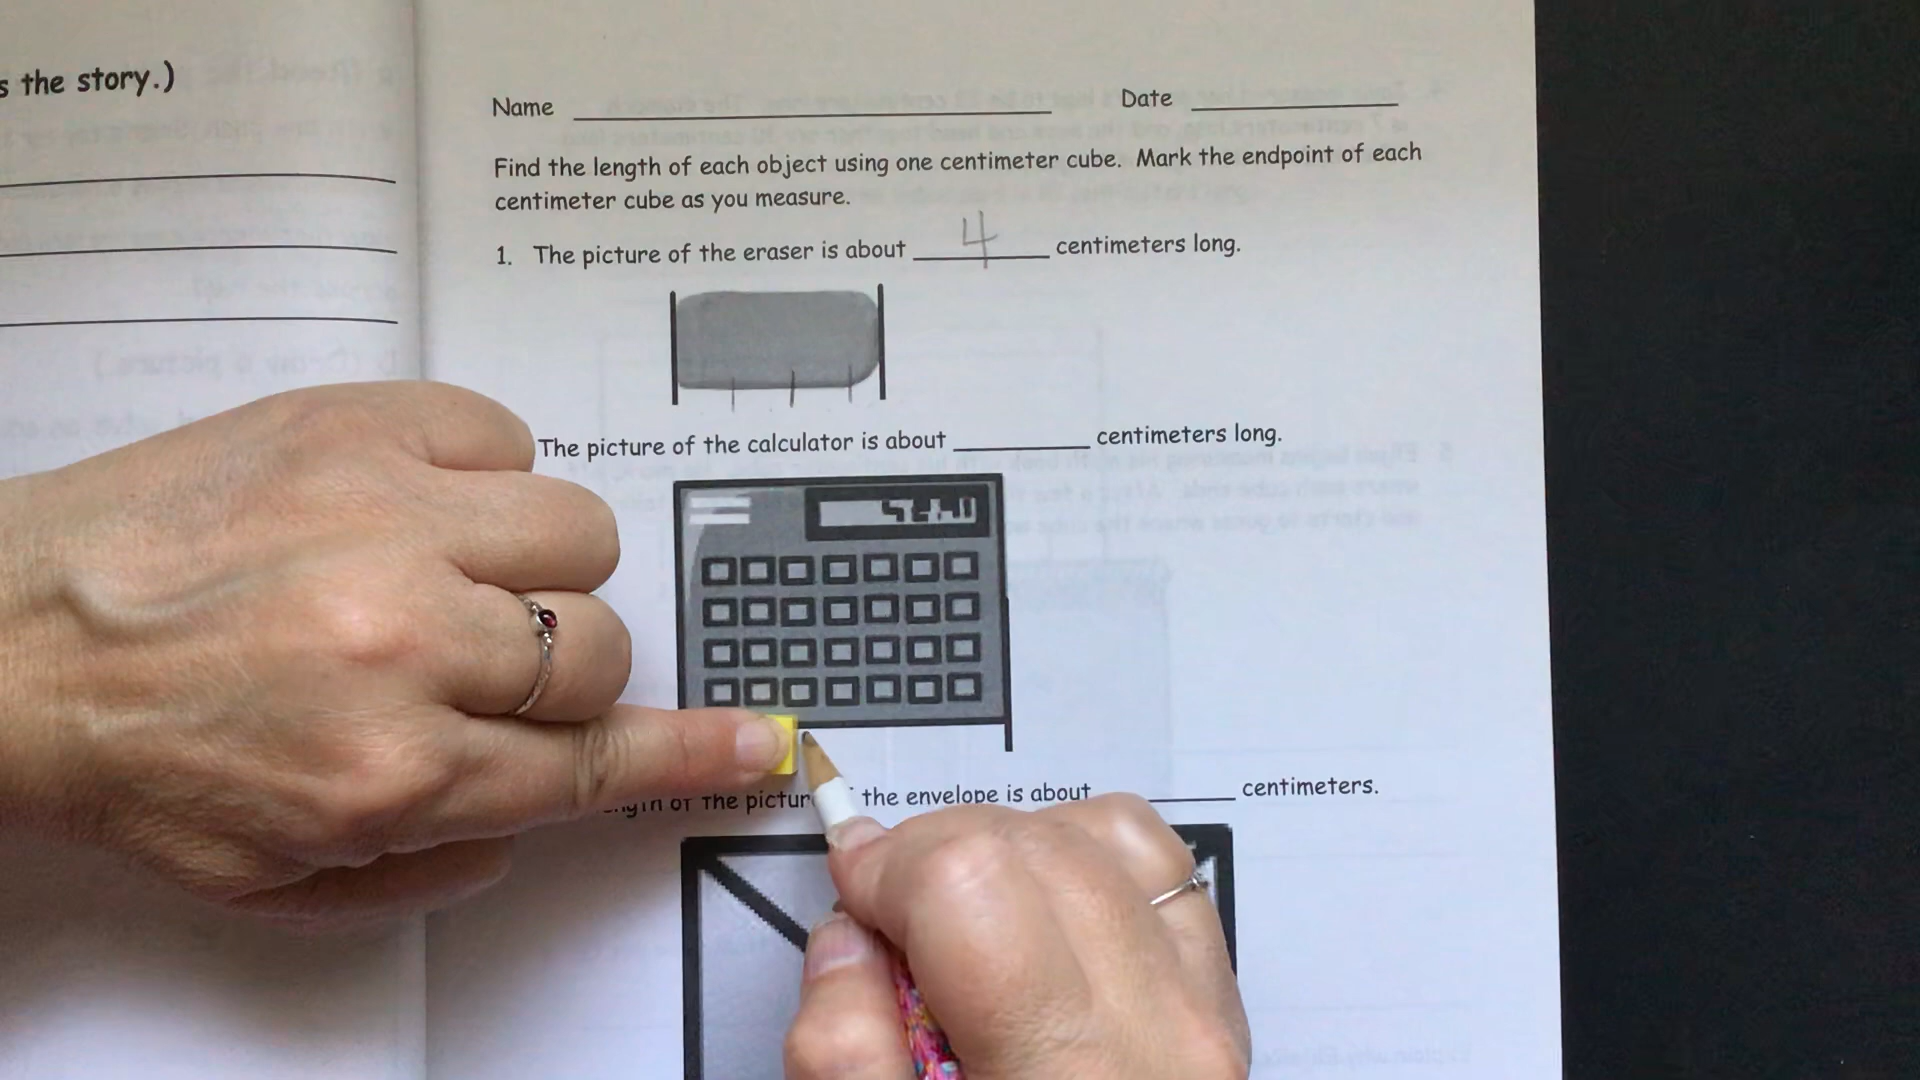 s the story.)
Name Date
Find the length of each object using one centimeter cube. Mark the endpoint of each
centimeter cube as you measure.
1. The picture of the eraser is about 4 centimeters long.
The picture of the calculator is about centimeters long.
of the the envelope is about centimeters.